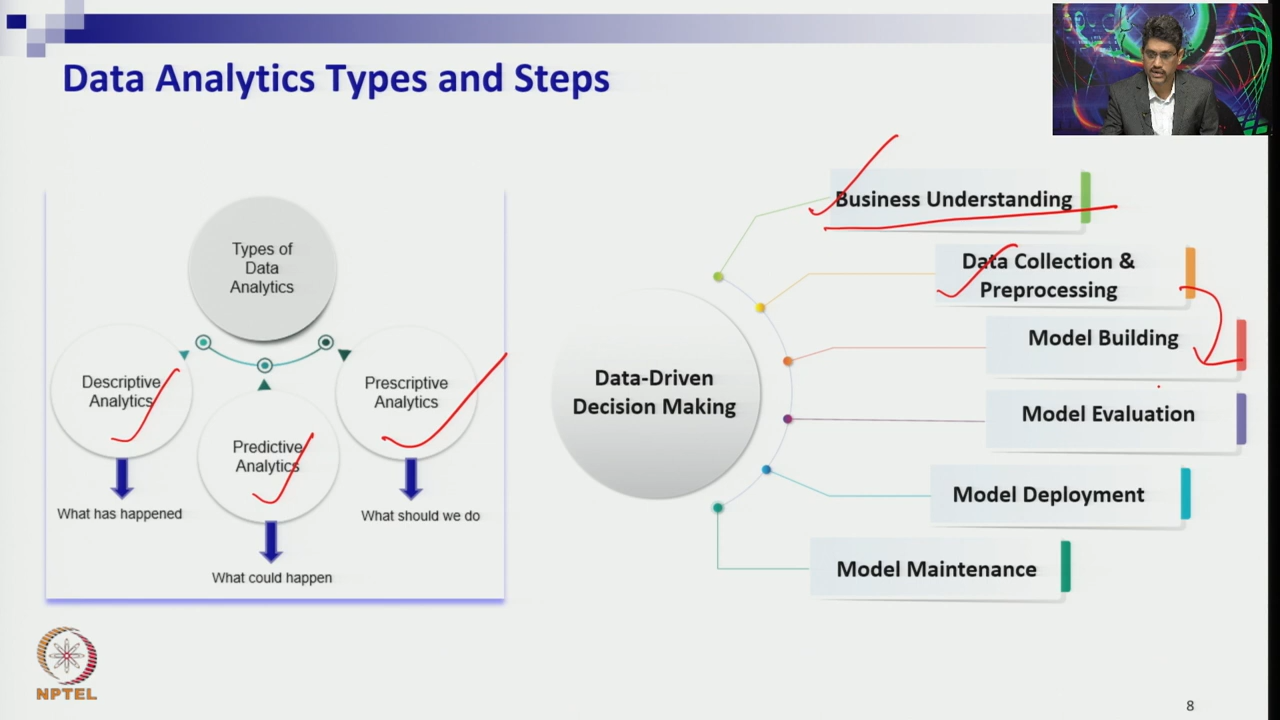 Data Analytics Types and Steps
Types of
Data
Analytics
Descriptive
Analytics
Predictive
Analytics
Prescriptive
Analytics
What has happened
What could happen
What should we do
Data-Driven
Decision Making
Business Understanding
Data Collection &
Preprocessing
Model Building
Model Evaluation
Model Deployment
Model Maintenance
NPTEL
8